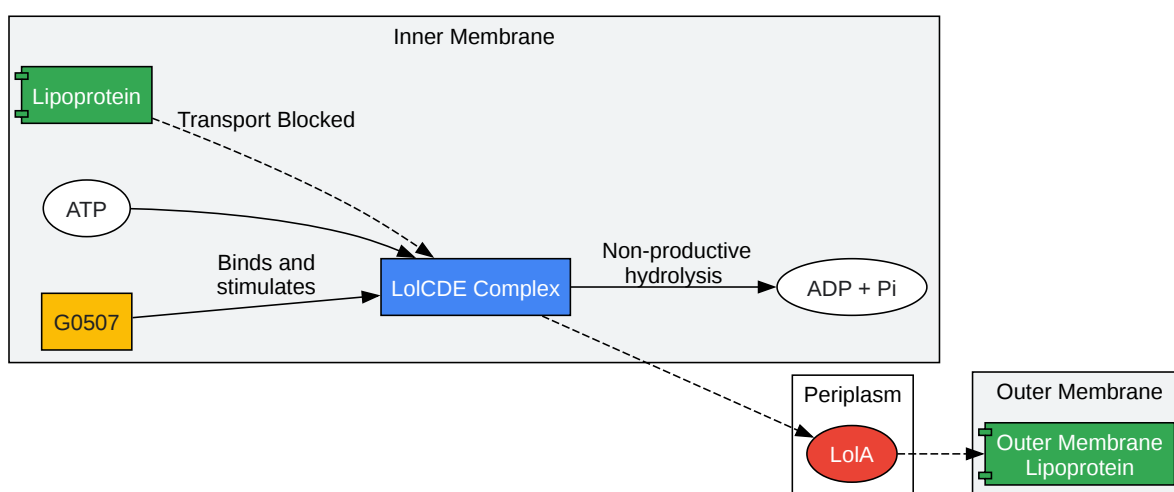 Inner Membrane
Lipoprotein
Transport Blocked
ATP
Binds and
stimulates
G0507
LolCDE Complex
Non-productive
hydrolysis
ADP + Pi
Periplasm
LolA
Outer Membrane
Outer Membrane
Lipoprotein